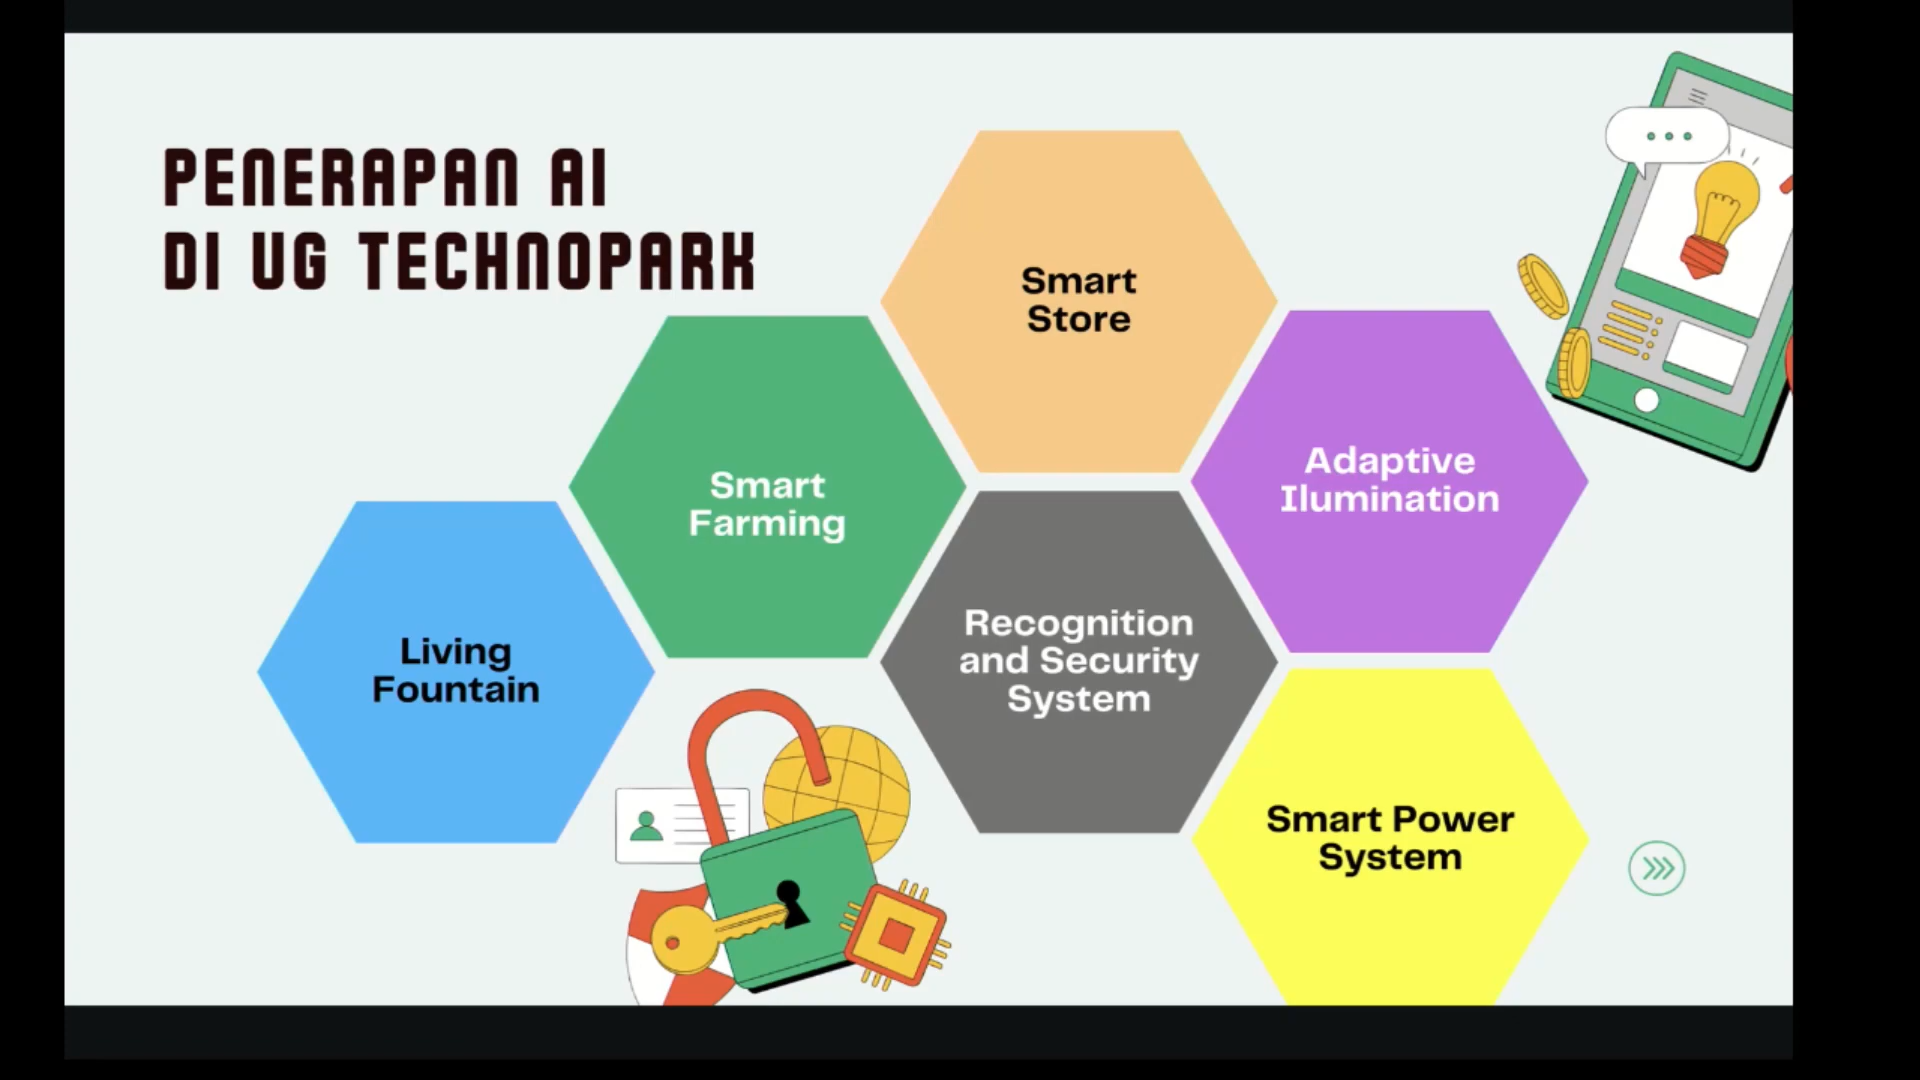 PENERAPAN AI
DI UG TECHNOPARK
Smart
Store
Smart
Farming
Adaptive
Ilumination
Living
Fountain
Recognition
and Security
System
Smart Power
System